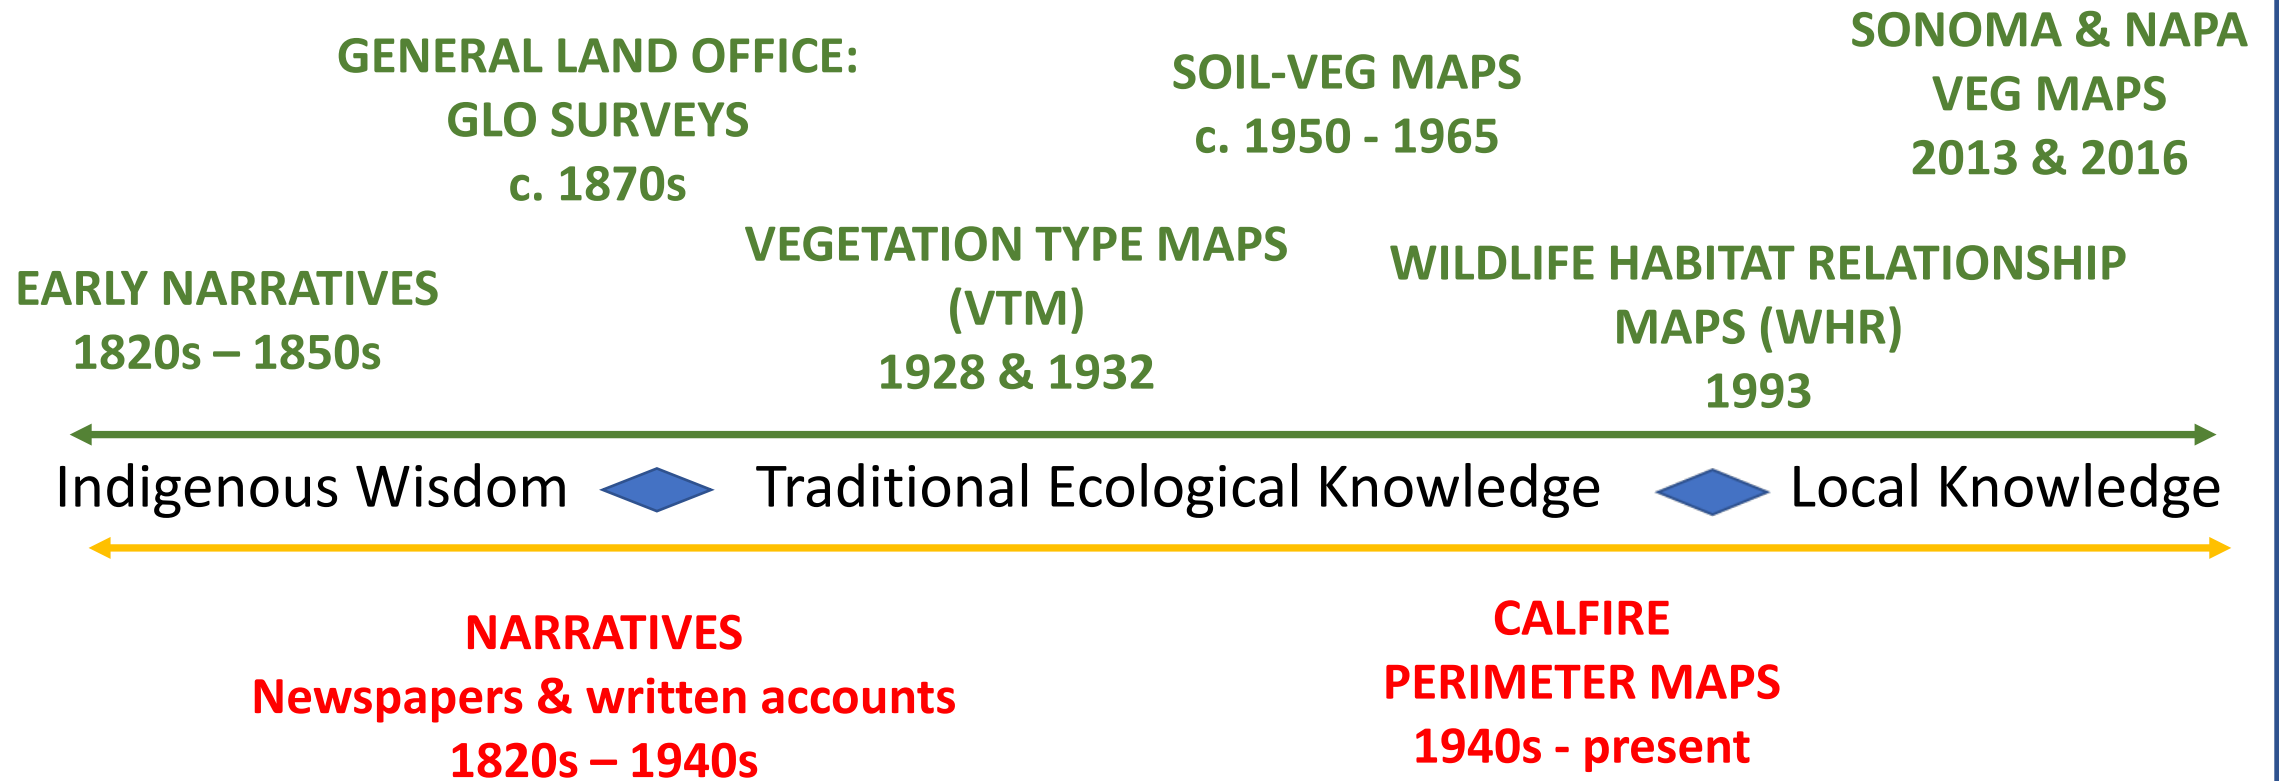 GENERAL LAND OFFICE:
GLO SURVEYS
c. 1870s
SOIL-VEG MAPS
c. 1950 - 1965
SONOMA & NAPA
VEG MAPS
2013 & 2016
EARLY NARRATIVES
1820s – 1850s
VEGETATION TYPE MAPS
(VTM)
1928 & 1932
WILDLIFE HABITAT RELATIONSHIP
MAPS (WHR)
1993
Indigenous Wisdom
Traditional Ecological Knowledge
Local Knowledge
NARRATIVES
Newspapers & written accounts
1820s – 1940s
CALFIRE
PERIMETER MAPS
1940s - present